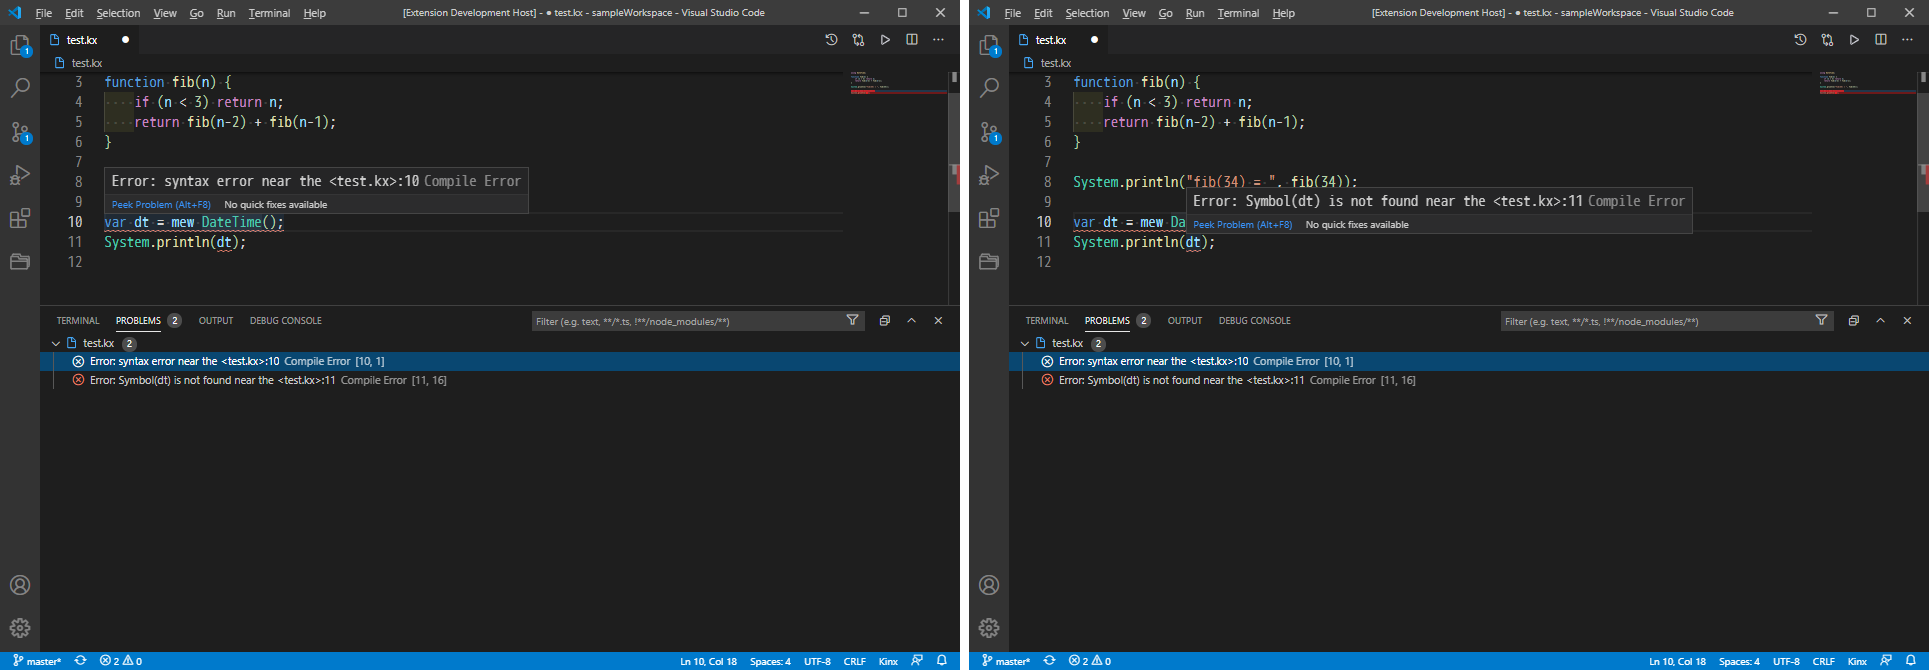 File Edit Selection View Go Run Terminal Help [Extension Development Host] - ● test.kx - sampleWorkspace - Visual Studio Code
test.kx ●
test.kx
1
1
3 function fib(n) {
4 ····if·(n·<·3)·return·n;
5 ····return·fib(n-2)·+·fib(n-1);
6 }
7
8 Error: syntax error near the <test.kx>:10 Compile Error
9 Peek Problem (Alt+F8) No quick fixes available
10 var·dt·=·mew·DateTime();
11 System.println(dt);
12
TERMINAL PROBLEMS 2 OUTPUT DEBUG CONSOLE Filter (e.g. text, **/*.ts, !**/node_modules/**)
test.kx 2
Error: syntax error near the <test.kx>:10 Compile Error [10, 1]
Error: Symbol(dt) is not found near the <test.kx>:11 Compile Error [11, 16]
master* 2 0 Ln 10, Col 18 Spaces: 4 UTF-8 CRLF Kinx
File Edit Selection View Go Run Terminal Help [Extension Development Host] - ● test.kx - sampleWorkspace - Visual Studio Code
test.kx ●
test.kx
1
1
3 function fib(n) {
4 ····if·(n·<·3)·return·n;
5 ····return·fib(n-2)·+·fib(n-1);
6 }
7
8 System.println("fib(34)·=·",·fib(34));
9 Error: Symbol(dt) is not found near the <test.kx>:11 Compile Error
10 var·dt·=·mew·Da Peek Problem (Alt+F8) No quick fixes available
11 System.println(dt);
12
TERMINAL PROBLEMS 2 OUTPUT DEBUG CONSOLE Filter (e.g. text, **/*.ts, !**/node_modules/**)
test.kx 2
Error: syntax error near the <test.kx>:10 Compile Error [10, 1]
Error: Symbol(dt) is not found near the <test.kx>:11 Compile Error [11, 16]
master* 2 0 Ln 10, Col 18 Spaces: 4 UTF-8 CRLF Kinx